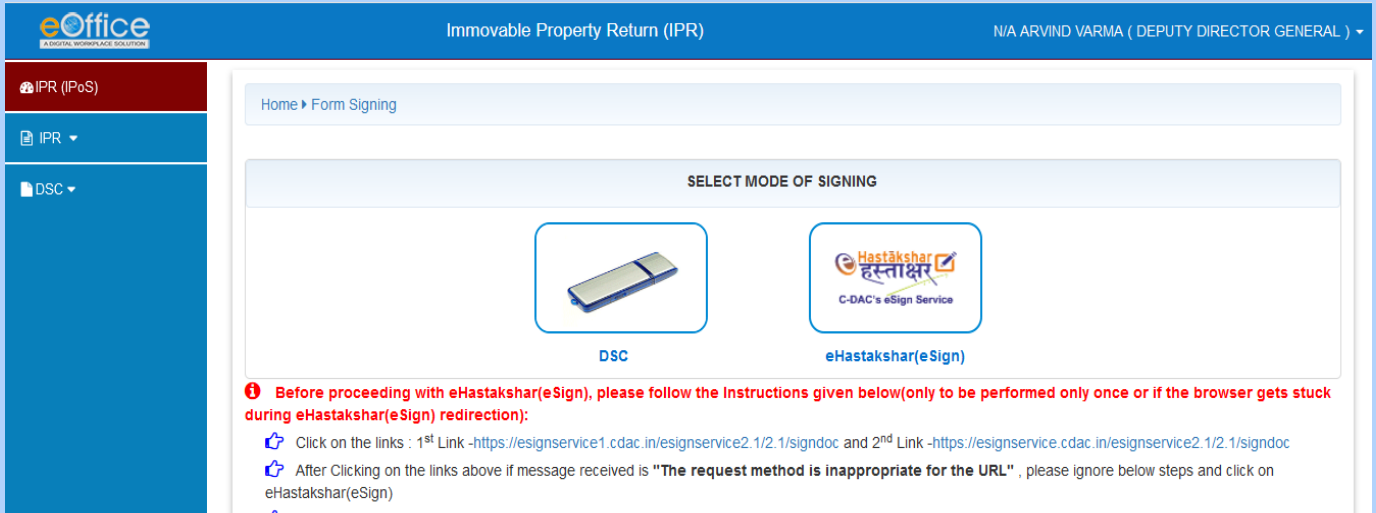 eOffice
A DIGITAL WORKPLACE SOLUTION
Immovable Property Return (IPR)
N/A ARVIND VARMA ( DEPUTY DIRECTOR GENERAL )
IPR (IPoS)
IPR
DSC
Home Form Signing
SELECT MODE OF SIGNING
eHastākshar
हस्ताक्षर
C-DAC's eSign Service
DSC
eHastakshar(eSign)
Before proceeding with eHastakshar(eSign), please follow the Instructions given below(only to be performed only once or if the browser gets stuck
during eHastakshar(eSign) redirection):
Click on the links : 1st Link -https://esignservice1.cdac.in/esignservice2.1/2.1/signdoc and 2nd Link -https://esignservice.cdac.in/esignservice2.1/2.1/signdoc
After Clicking on the links above if message received is "The request method is inappropriate for the URL" , please ignore below steps and click on
eHastakshar(eSign)